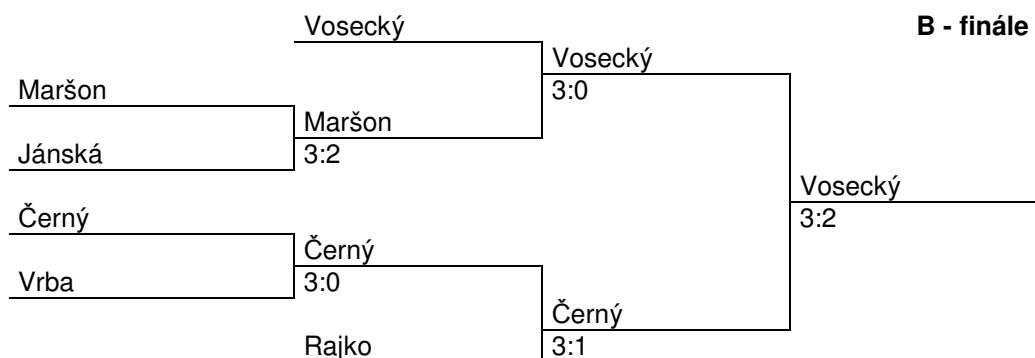 Vosecký
B - finále
Vosecký
3:0
Maršon
Maršon
3:2
Jánská
Vosecký
3:2
Černý
Černý
3:0
Vrba
Černý
3:1
Rajko